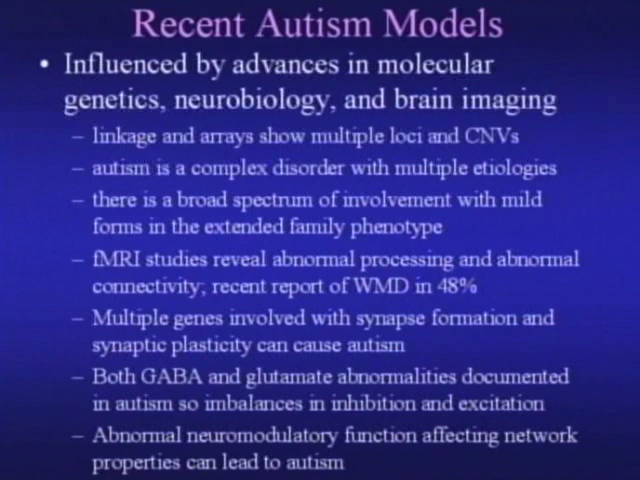 Recent Autism Models
• Influenced by advances in molecular
genetics, neurobiology, and brain imaging
– linkage and arrays show multiple loci and CNVs
– autism is a complex disorder with multiple etiologies
– there is a broad spectrum of involvement with mild
forms in the extended family phenotype
– fMRI studies reveal abnormal processing and abnormal
connectivity; recent report of WMD in 48%
– Multiple genes involved with synapse formation and
synaptic plasticity can cause autism
– Both GABA and glutamate abnormalities documented
in autism so imbalances in inhibition and excitation
– Abnormal neuromodulatory function affecting network
properties can lead to autism